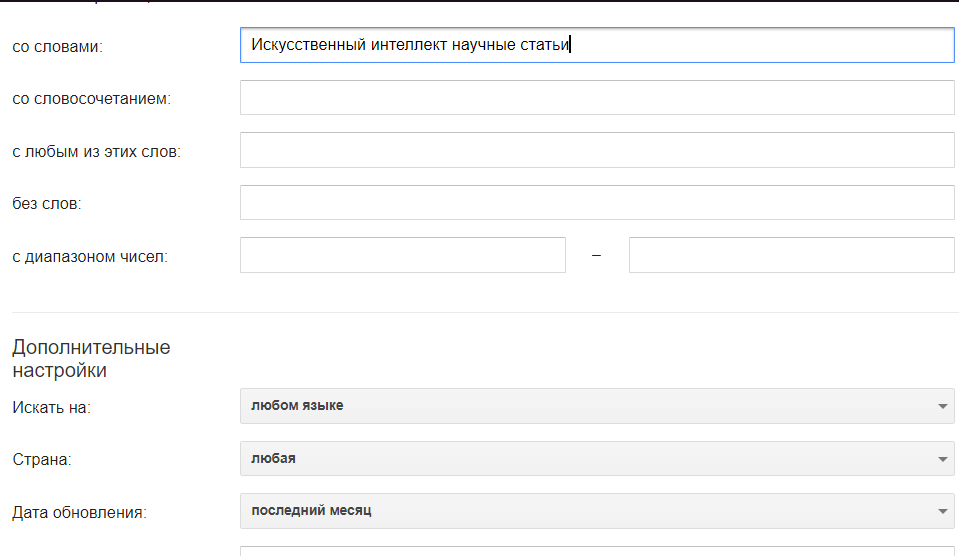 со словами: Искусственный интеллект научные статьи
со словосочетанием:
с любым из этих слов:
без слов:
с диапазоном чисел: –
Дополнительные
настройки
Искать на: любом языке
Страна: любая
Дата обновления: последний месяц